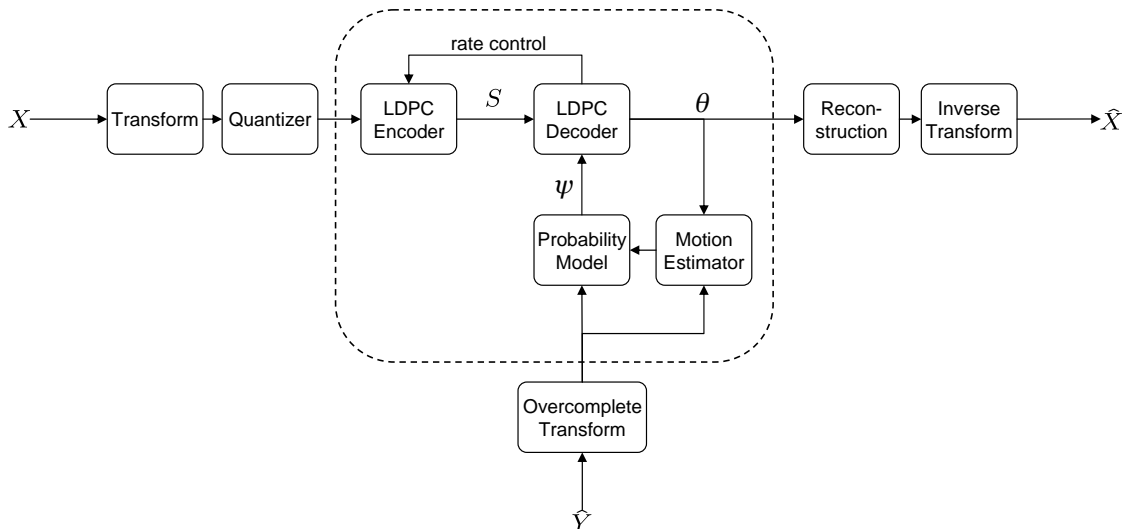 rate control
X
Transform
Quantizer
LDPC
Encoder
S
LDPC
Decoder
θ
Recon-
struction
Inverse
Transform
X̂
ψ
Probability
Model
Motion
Estimator
Overcomplete
Transform
Ŷ